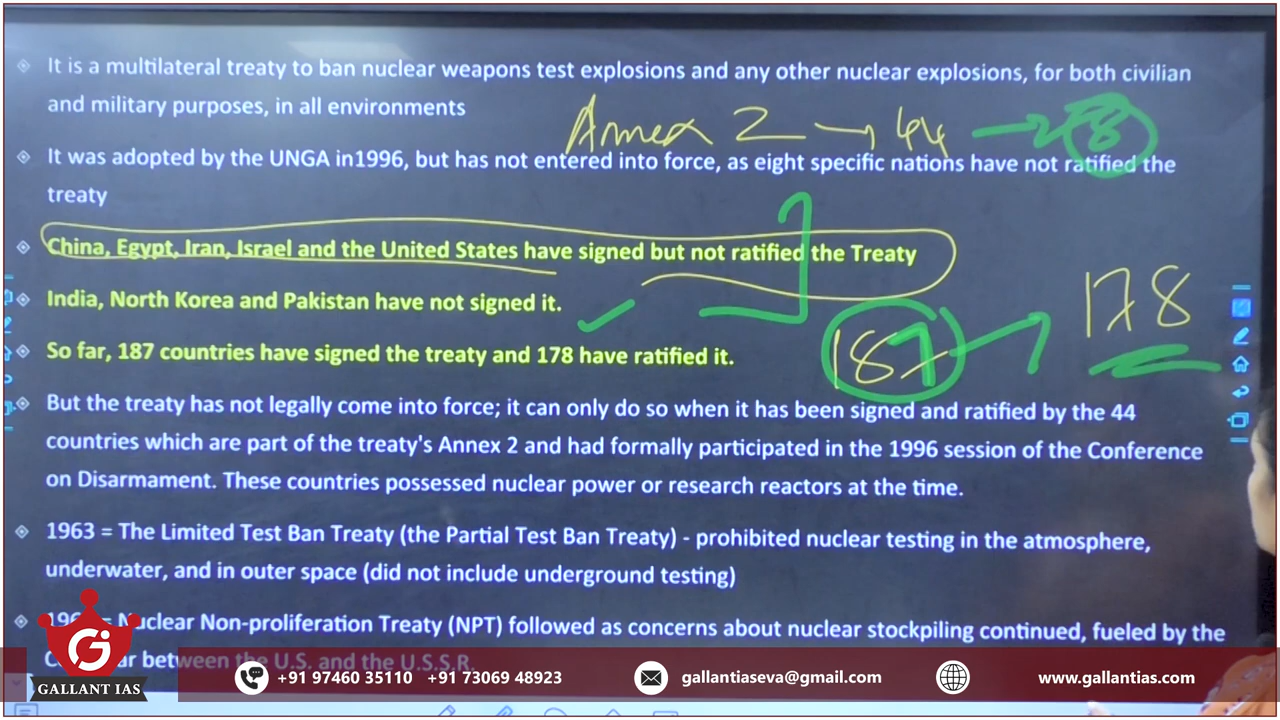 It is a multilateral treaty to ban nuclear weapons test explosions and any other nuclear explosions, for both civilian
and military purposes, in all environments
Annex 2 → 44 → 8
It was adopted by the UNGA in1996, but has not entered into force, as eight specific nations have not ratified the
treaty
China, Egypt, Iran, Israel and the United States have signed but not ratified the Treaty
India, North Korea and Pakistan have not signed it.
187 → 178
So far, 187 countries have signed the treaty and 178 have ratified it.
But the treaty has not legally come into force; it can only do so when it has been signed and ratified by the 44
countries which are part of the treaty's Annex 2 and had formally participated in the 1996 session of the Conference
on Disarmament. These countries possessed nuclear power or research reactors at the time.
1963 = The Limited Test Ban Treaty (the Partial Test Ban Treaty) - prohibited nuclear testing in the atmosphere,
underwater, and in outer space (did not include underground testing)
= Nuclear Non-proliferation Treaty (NPT) followed as concerns about nuclear stockpiling continued, fueled by the
between the U.S. and the U.S.S.R.
Gi
GALLANT IAS
+91 97460 35110 +91 73069 48923
gallantiaseva@gmail.com
www.gallantias.com